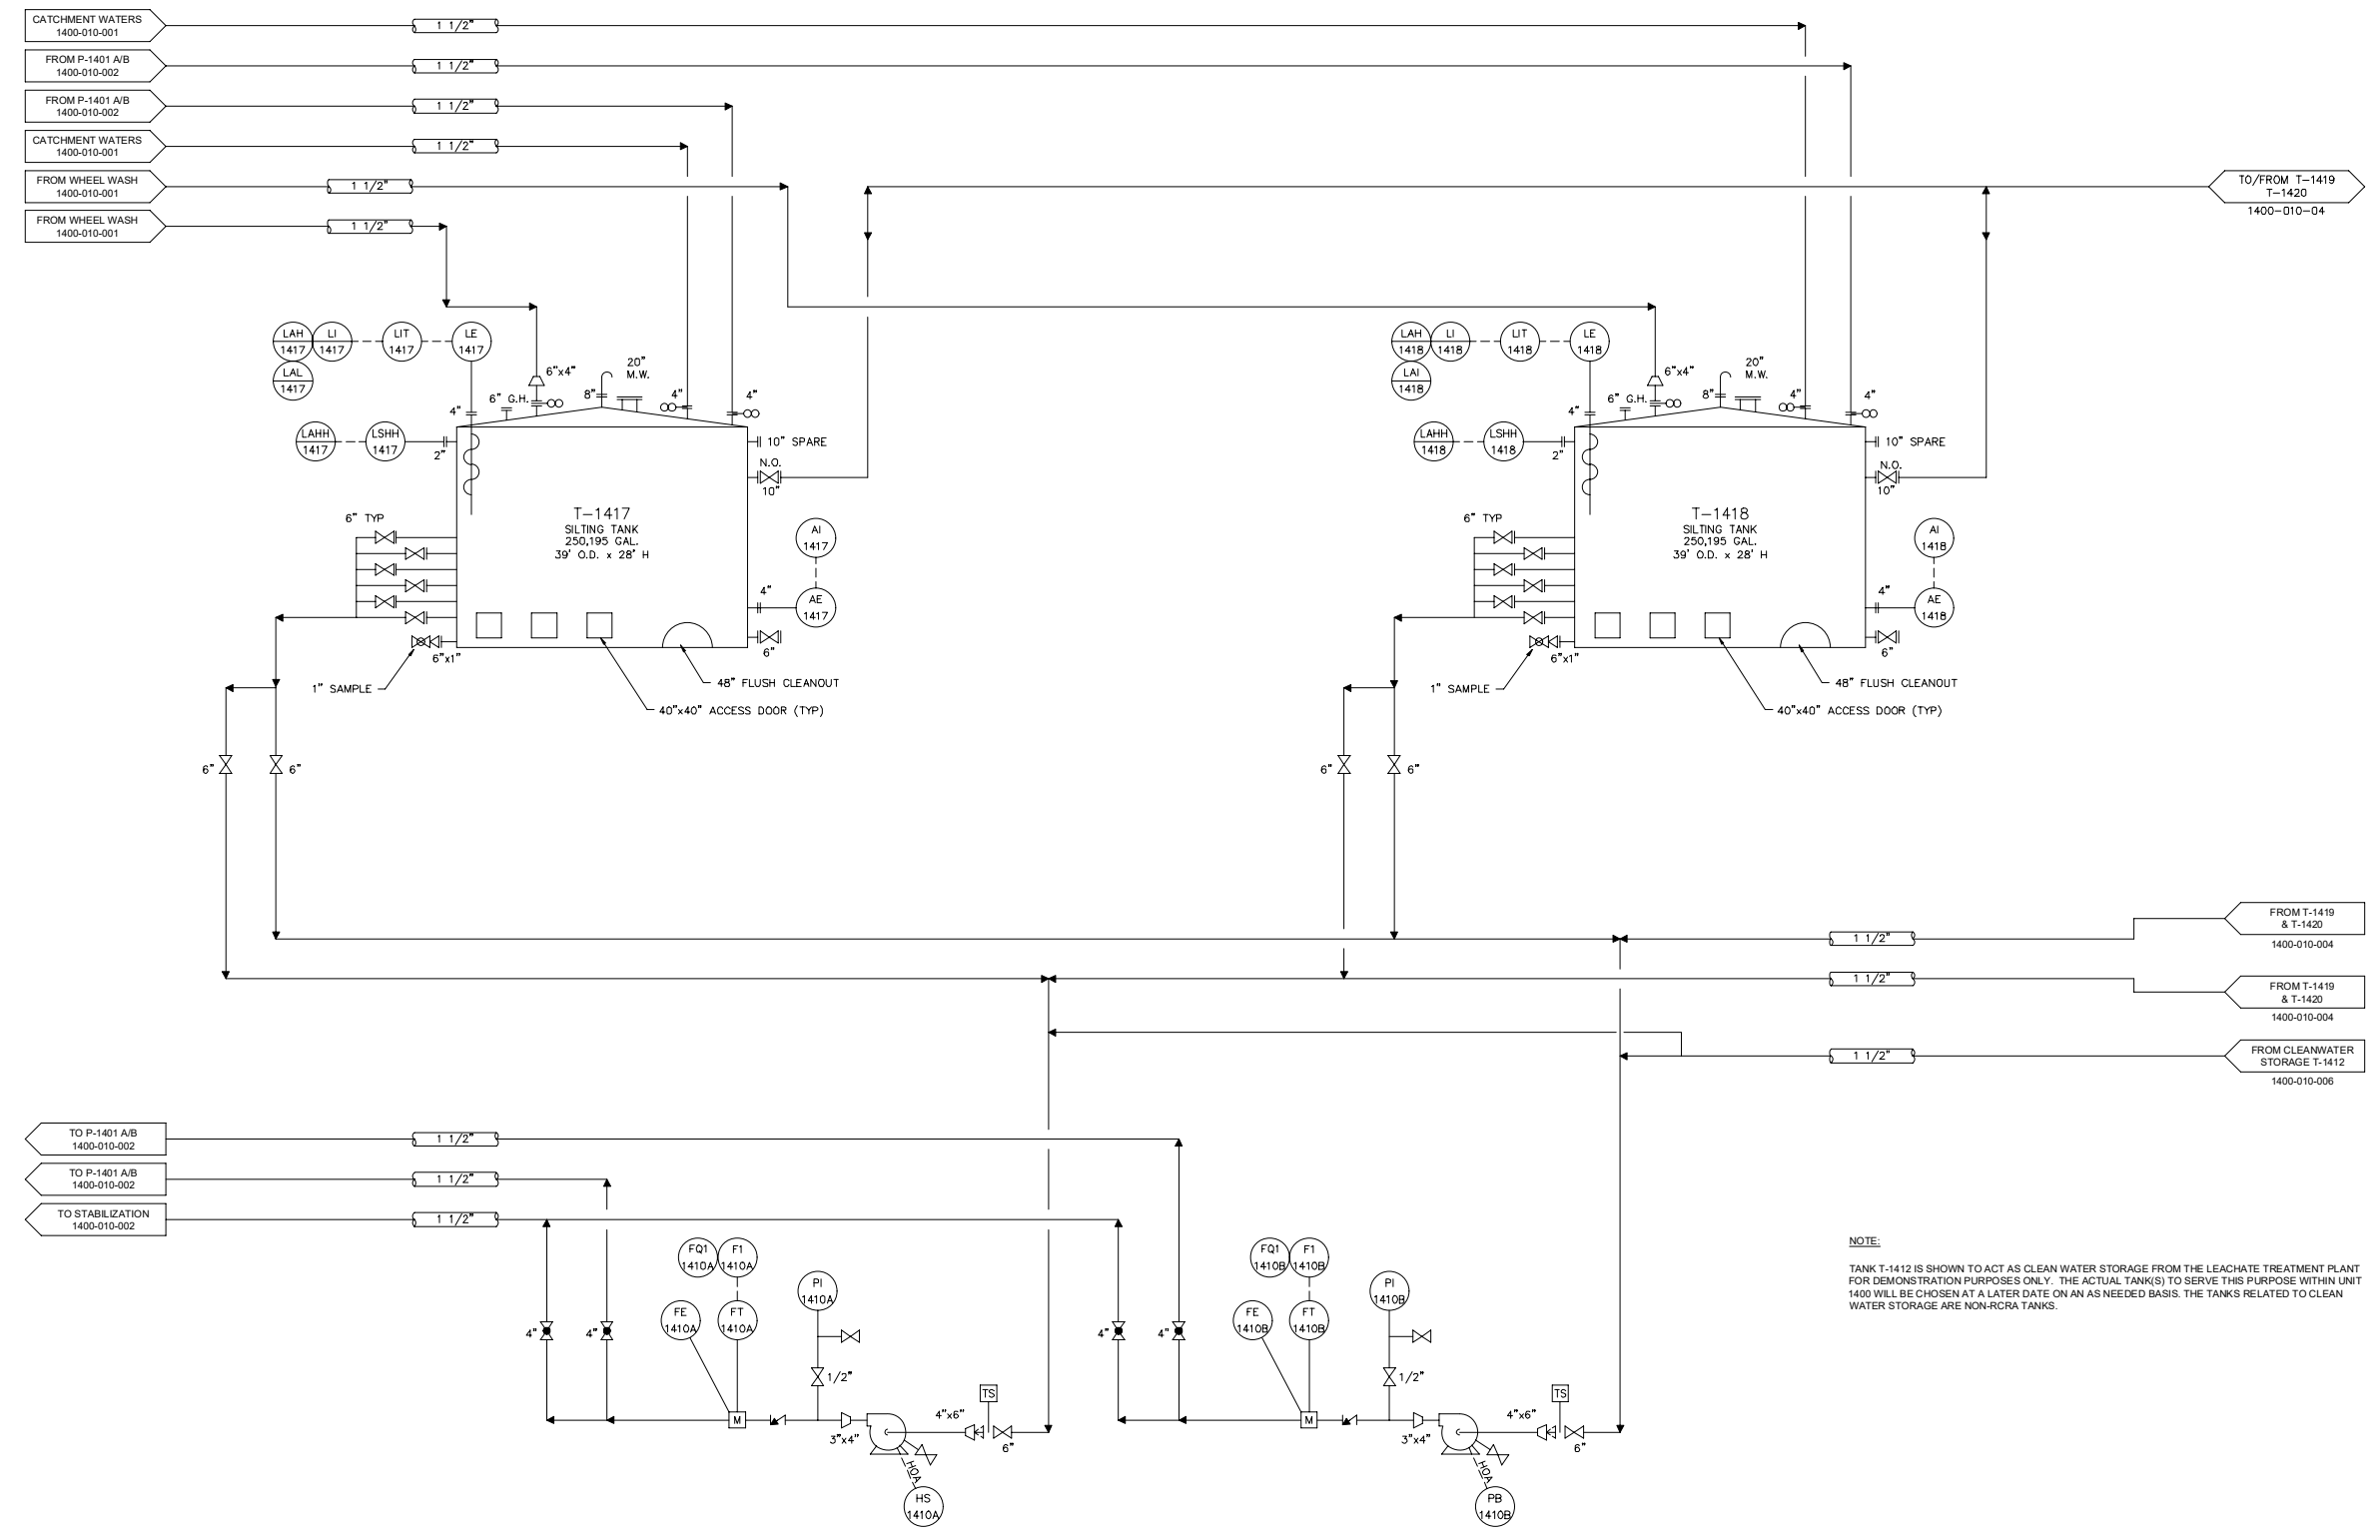 CATCHMENT WATERS
1400-010-001
1 1/2"
FROM P-1401 A/B
1400-010-002
1 1/2"
FROM P-1401 A/B
1400-010-002
1 1/2"
CATCHMENT WATERS
1400-010-001
1 1/2"
FROM WHEEL WASH
1400-010-001
1 1/2"
FROM WHEEL WASH
1400-010-001
1 1/2"
TO/FROM T-1419
T-1420
1400-010-04
LAH
1417
LI
1417
LIT
1417
LE
1417
LAL
1417
6"x4"
20"
M.W.
6" G.H.
8"
4"
4"
4"
LAHH
1417
LSHH
1417
2"
10" SPARE
N.O.
10"
T-1417
SILTING TANK
250,195 GAL.
39' O.D. x 28' H
6" TYP
AI
1417
AE
1417
4"
6"
6"x1"
1" SAMPLE
48" FLUSH CLEANOUT
40"x40" ACCESS DOOR (TYP)
6"
6"
LAH
1418
LI
1418
LIT
1418
LE
1418
LAI
1418
6"x4"
20"
M.W.
6" G.H.
8"
4"
4"
4"
LAHH
1418
LSHH
1418
2"
10" SPARE
N.O.
10"
T-1418
SILTING TANK
250,195 GAL.
39' O.D. x 28' H
6" TYP
AI
1418
AE
1418
4"
6"
6"x1"
1" SAMPLE
48" FLUSH CLEANOUT
40"x40" ACCESS DOOR (TYP)
6"
6"
1 1/2"
FROM T-1419
& T-1420
1400-010-004
1 1/2"
FROM T-1419
& T-1420
1400-010-004
1 1/2"
FROM CLEANWATER
STORAGE T-1412
1400-010-006
TO P-1401 A/B
1400-010-002
1 1/2"
TO P-1401 A/B
1400-010-002
1 1/2"
TO STABILIZATION
1400-010-002
1 1/2"
FQ1
1410A
F1
1410A
PI
1410A
FE
1410A
FT
1410A
4"
4"
1/2"
M
3"x4"
4"x6"
TS
6"
HOA
HS
1410A
FQ1
1410B
F1
1410B
PI
1410B
FE
1410B
FT
1410B
4"
4"
1/2"
M
3"x4"
4"x6"
TS
6"
HOA
PB
1410B
NOTE:
TANK T-1412 IS SHOWN TO ACT AS CLEAN WATER STORAGE FROM THE LEACHATE TREATMENT PLANT
FOR DEMONSTRATION PURPOSES ONLY. THE ACTUAL TANK(S) TO SERVE THIS PURPOSE WITHIN UNIT
1400 WILL BE CHOSEN AT A LATER DATE ON AN AS NEEDED BASIS. THE TANKS RELATED TO CLEAN
WATER STORAGE ARE NON-RCRA TANKS.